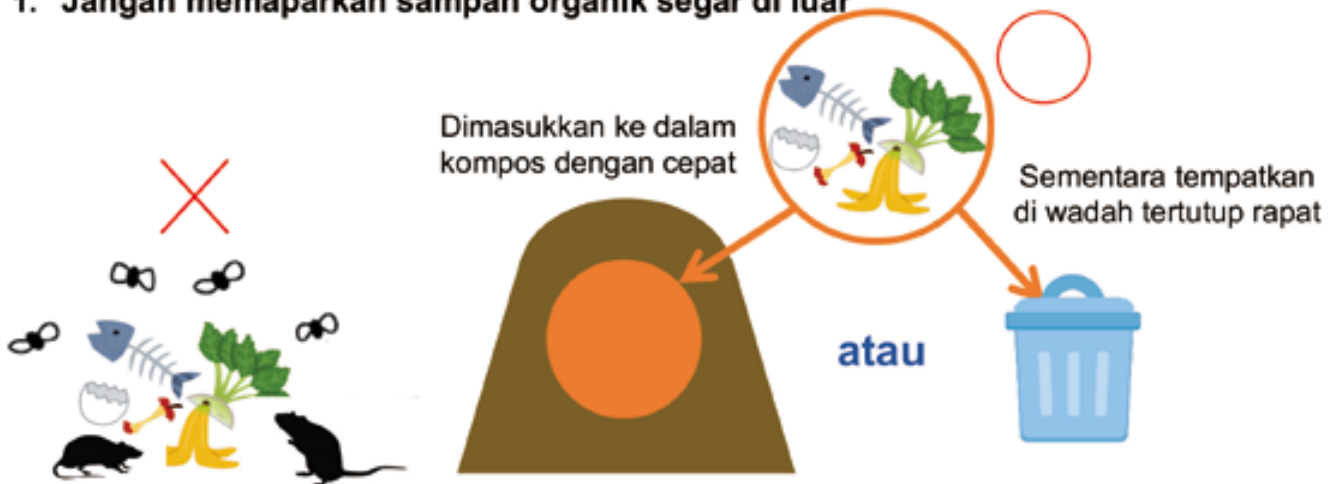 1. Jangan memaparkan sampah organik segar di luar
Dimasukkan ke dalam
kompos dengan cepat
Sementara tempatkan
di wadah tertutup rapat
atau